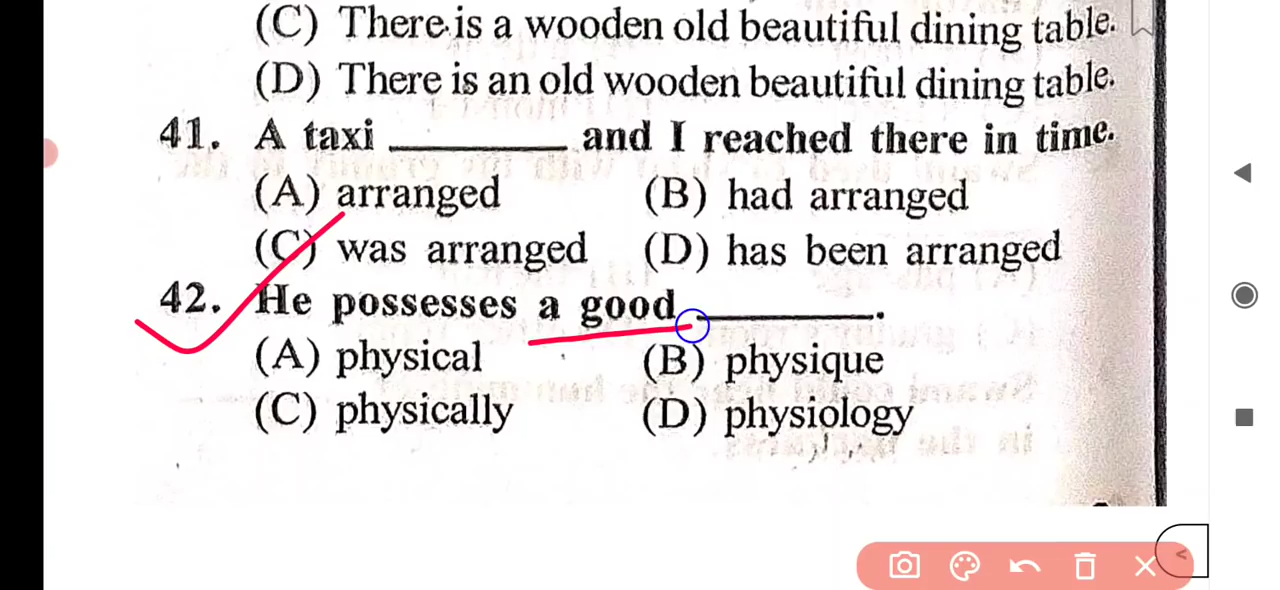 (C) There is a wooden old beautiful dining table.
(D) There is an old wooden beautiful dining table.
41. A taxi __________ and I reached there in time.
(A) arranged (B) had arranged
(C) was arranged (D) has been arranged
42. He possesses a good __________.
(A) physical (B) physique
(C) physically (D) physiology